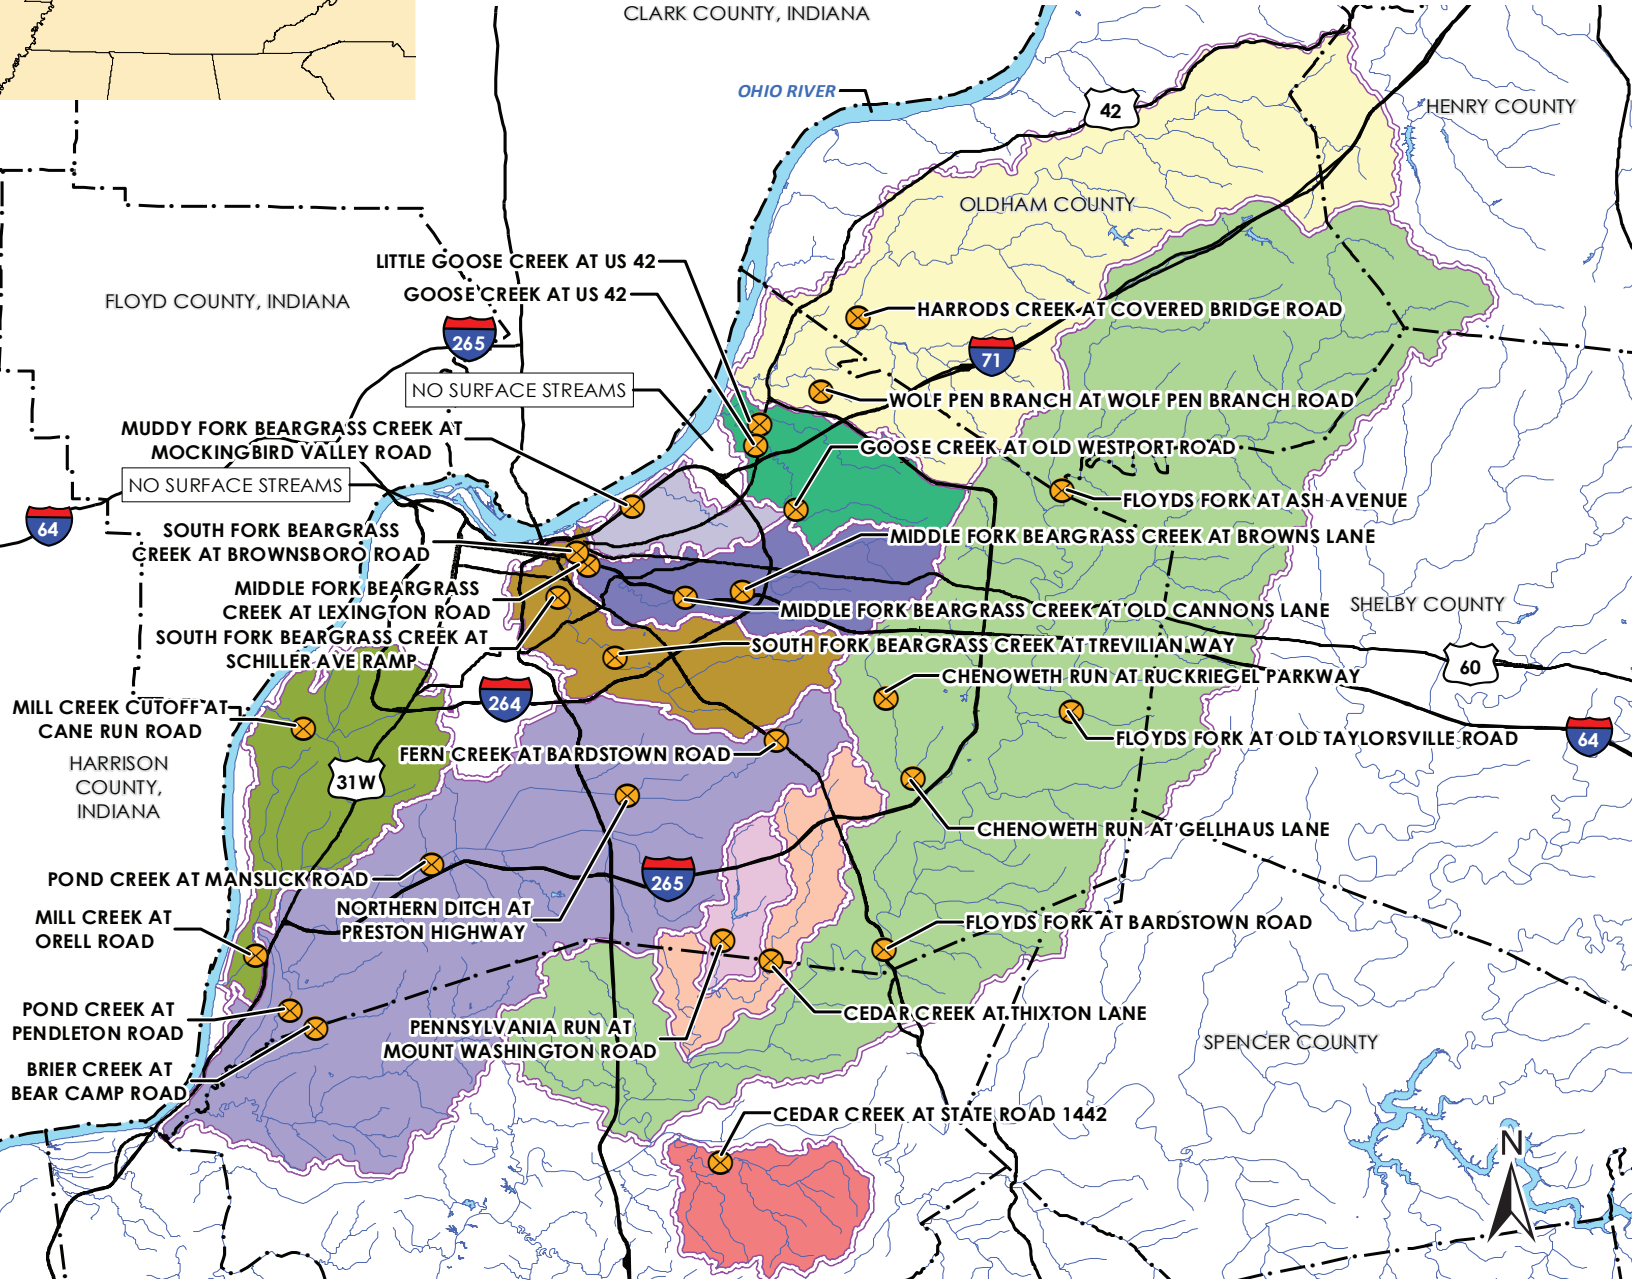 CLARK COUNTY, INDIANA
OHIO RIVER
42
HENRY COUNTY
OLDHAM COUNTY
LITTLE GOOSE CREEK AT US 42
GOOSE CREEK AT US 42
FLOYD COUNTY, INDIANA
HARRODS CREEK AT COVERED BRIDGE ROAD
265
71
NO SURFACE STREAMS
WOLF PEN BRANCH AT WOLF PEN BRANCH ROAD
MUDDY FORK BEARGRASS CREEK AT
MOCKINGBIRD VALLEY ROAD
GOOSE CREEK AT OLD WESTPORT ROAD
NO SURFACE STREAMS
FLOYDS FORK AT ASH AVENUE
64
SOUTH FORK BEARGRASS
CREEK AT BROWNSBORO ROAD
MIDDLE FORK BEARGRASS CREEK AT BROWNS LANE
MIDDLE FORK BEARGRASS
CREEK AT LEXINGTON ROAD
MIDDLE FORK BEARGRASS CREEK AT OLD CANNONS LANE
SHELBY COUNTY
SOUTH FORK BEARGRASS CREEK AT
SCHILLER AVE RAMP
SOUTH FORK BEARGRASS CREEK AT TREVILIAN WAY
60
CHENOWETH RUN AT RUCKRIEGEL PARKWAY
264
MILL CREEK CUTOFF AT
CANE RUN ROAD
FLOYDS FORK AT OLD TAYLORSVILLE ROAD
64
FERN CREEK AT BARDSTOWN ROAD
HARRISON
COUNTY,
INDIANA
31W
CHENOWETH RUN AT GELLHAUS LANE
POND CREEK AT MANSLICK ROAD
265
NORTHERN DITCH AT
PRESTON HIGHWAY
MILL CREEK AT
ORELL ROAD
FLOYDS FORK AT BARDSTOWN ROAD
POND CREEK AT
PENDLETON ROAD
CEDAR CREEK AT THIXTON LANE
PENNSYLVANIA RUN AT
MOUNT WASHINGTON ROAD
SPENCER COUNTY
BRIER CREEK AT
BEAR CAMP ROAD
CEDAR CREEK AT STATE ROAD 1442
N